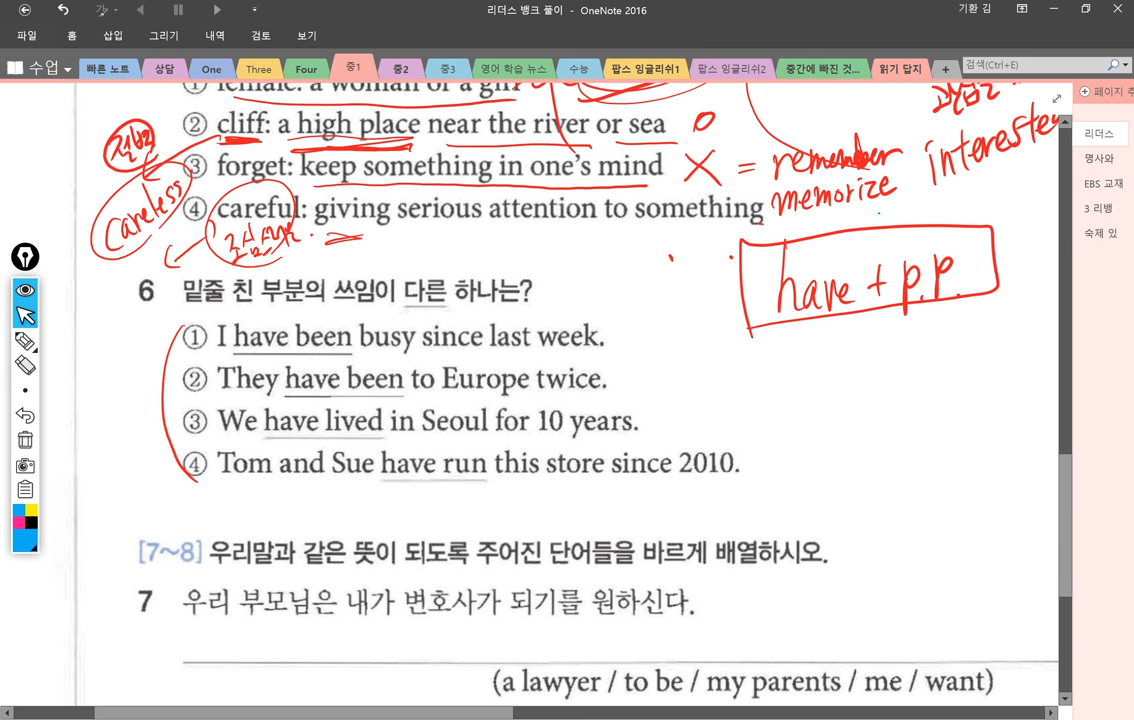 리더스 뱅크 풀이 - OneNote 2016
기환 김
파일 홈 삽입 그리기 내역 검토 보기
수업 빠른 노트 상담 One Three Four 중1 중2 중3 영어 학습 뉴스 수능 팝스 잉글리쉬1 팝스 잉글리쉬2 중간에 빠진 것... 읽기 답지 + 검색(Ctrl+E)
페이지 추
리더스
명사와
EBS 교재
3 리뱅
숙제 있
① female: a woman or a girl
② cliff: a high place near the river or sea O
절벽
③ forget: keep something in one's mind X = remember interested
memorize
careless
④ careful: giving serious attention to something
have + p.p.
6 밑줄 친 부분의 쓰임이 다른 하나는?
① I have been busy since last week.
② They have been to Europe twice.
③ We have lived in Seoul for 10 years.
④ Tom and Sue have run this store since 2010.
[7~8] 우리말과 같은 뜻이 되도록 주어진 단어들을 바르게 배열하시오.
7 우리 부모님은 내가 변호사가 되기를 원하신다.
(a lawyer / to be / my parents / me / want)